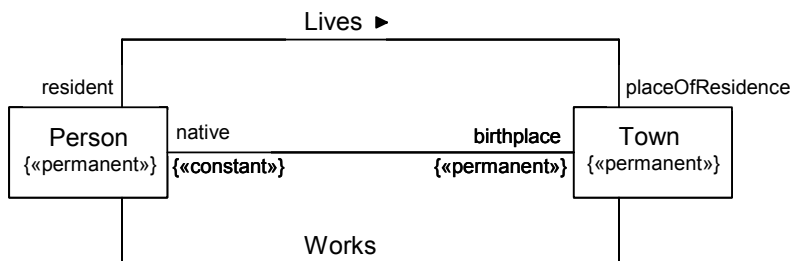 Lives ►
resident
placeOfResidence
Person
{«permanent»}
native
{«constant»}
birthplace
{«permanent»}
Town
{«permanent»}
Works